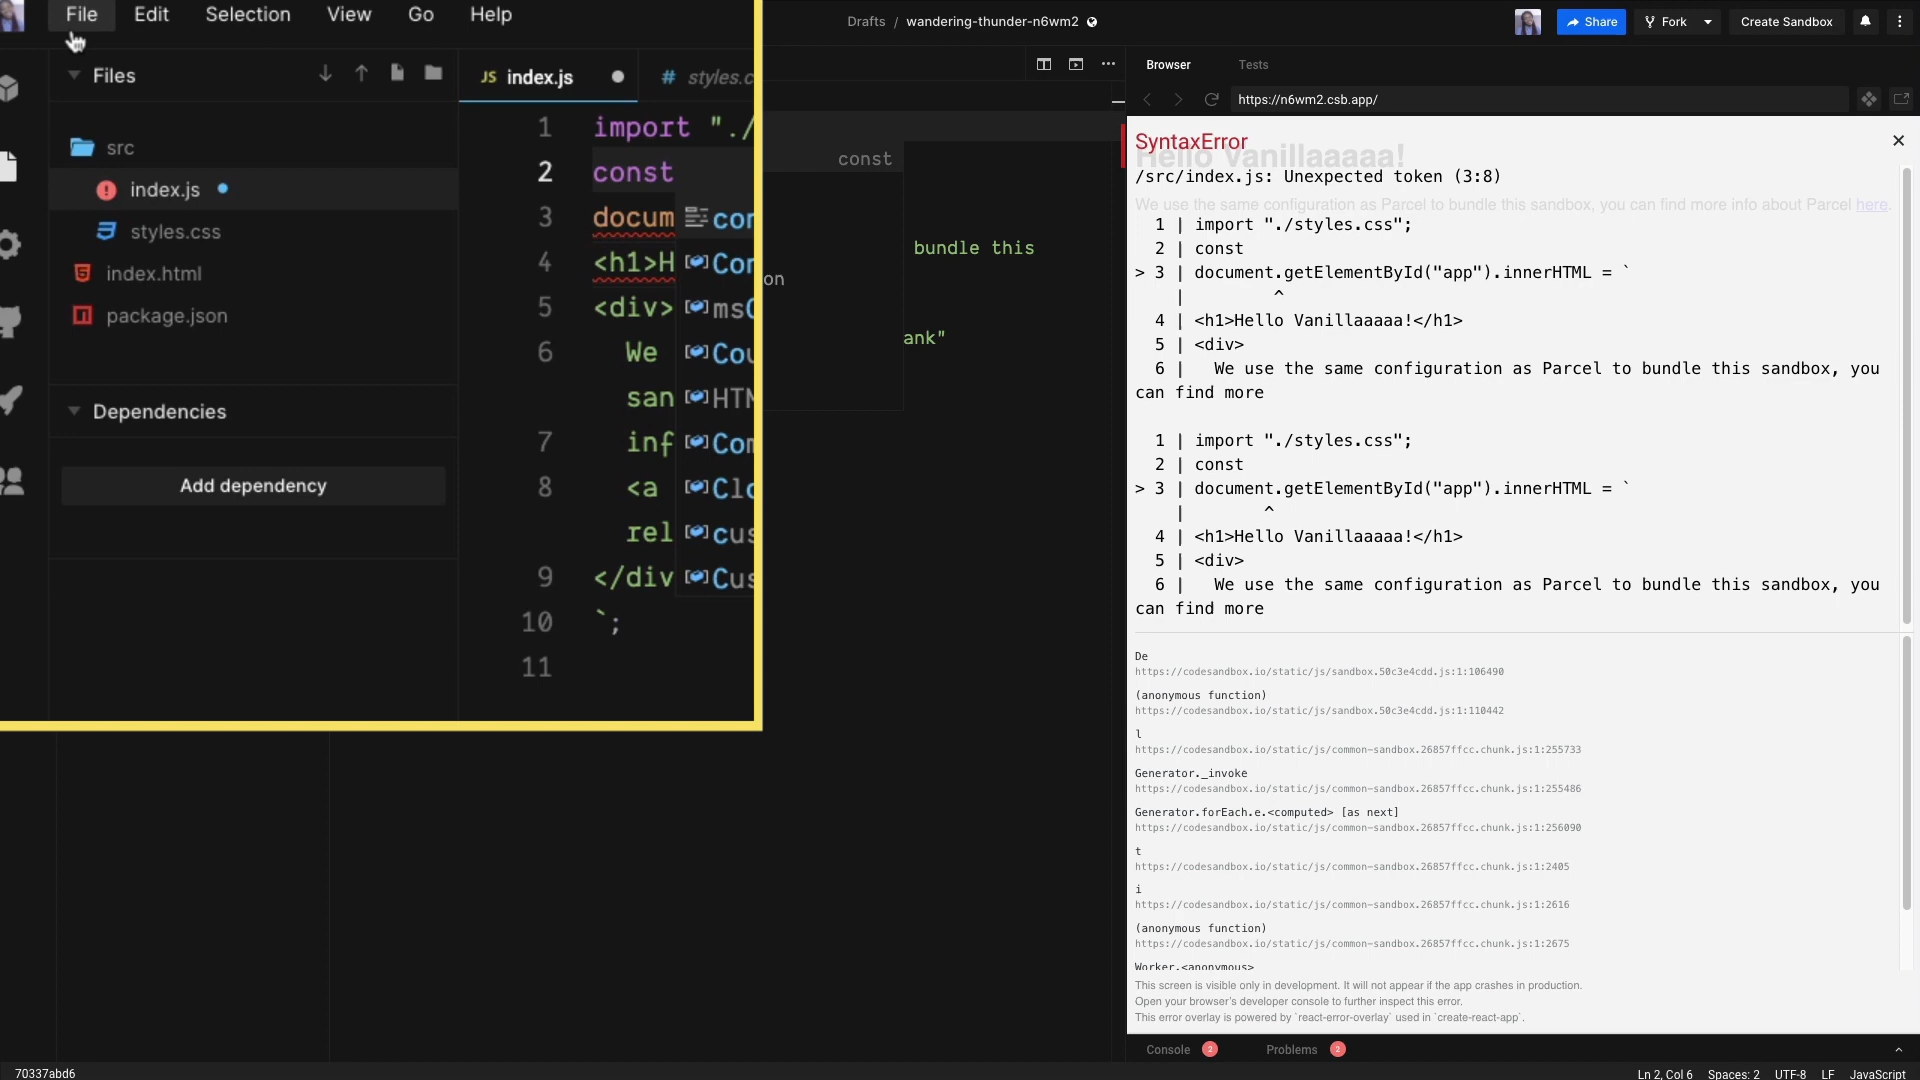 File Edit Selection View Go Help
Drafts / wandering-thunder-n6wm2
Share Fork Create Sandbox
Files
src
index.js
styles.css
index.html
package.json
Dependencies
Add dependency
JS index.js # styles.c
1 import "./
2 const
3 docum
4 <h1>H
5 <div>
6 We
san
7 inf
8 <a
rel
9 </div
10 `;
11
con
Con
ms
Cou
HTM
Com
Clo
cus
Cus
const
bundle this
on
ank"
Browser Tests
https://n6wm2.csb.app/
SyntaxError
Hello Vanillaaaaa!
/src/index.js: Unexpected token (3:8)
We use the same configuration as Parcel to bundle this sandbox, you can find more info about Parcel here.
1 | import "./styles.css";
2 | const
> 3 | document.getElementById("app").innerHTML = `
| ^
4 | <h1>Hello Vanillaaaaa!</h1>
5 | <div>
6 | We use the same configuration as Parcel to bundle this sandbox, you
can find more
1 | import "./styles.css";
2 | const
> 3 | document.getElementById("app").innerHTML = `
| ^
4 | <h1>Hello Vanillaaaaa!</h1>
5 | <div>
6 | We use the same configuration as Parcel to bundle this sandbox, you
can find more
De
https://codesandbox.io/static/js/sandbox.50c3e4cdd.js:1:106490
(anonymous function)
https://codesandbox.io/static/js/sandbox.50c3e4cdd.js:1:110442
l
https://codesandbox.io/static/js/common-sandbox.26857ffcc.chunk.js:1:255733
Generator._invoke
https://codesandbox.io/static/js/common-sandbox.26857ffcc.chunk.js:1:255486
Generator.forEach.e.<computed> [as next]
https://codesandbox.io/static/js/common-sandbox.26857ffcc.chunk.js:1:256090
t
https://codesandbox.io/static/js/common-sandbox.26857ffcc.chunk.js:1:2405
i
https://codesandbox.io/static/js/common-sandbox.26857ffcc.chunk.js:1:2616
(anonymous function)
https://codesandbox.io/static/js/common-sandbox.26857ffcc.chunk.js:1:2675
Worker.<anonymous>
This screen is visible only in development. It will not appear if the app crashes in production.
Open your browser's developer console to further inspect this error.
This error overlay is powered by `react-error-overlay` used in `create-react-app`.
Console 2 Problems 2
70337abd6
Ln 2, Col 6 Spaces: 2 UTF-8 LF JavaScript